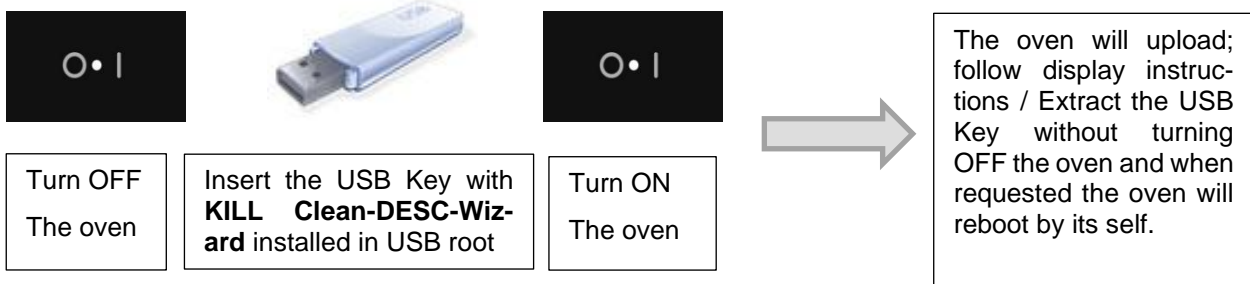 O• I
O• I
Turn OFF
The oven
Insert the USB Key with
KILL Clean-DESC-Wiz-
ard installed in USB root
Turn ON
The oven
The oven will upload;
follow display instruc-
tions / Extract the USB
Key without turning
OFF the oven and when
requested the oven will
reboot by its self.